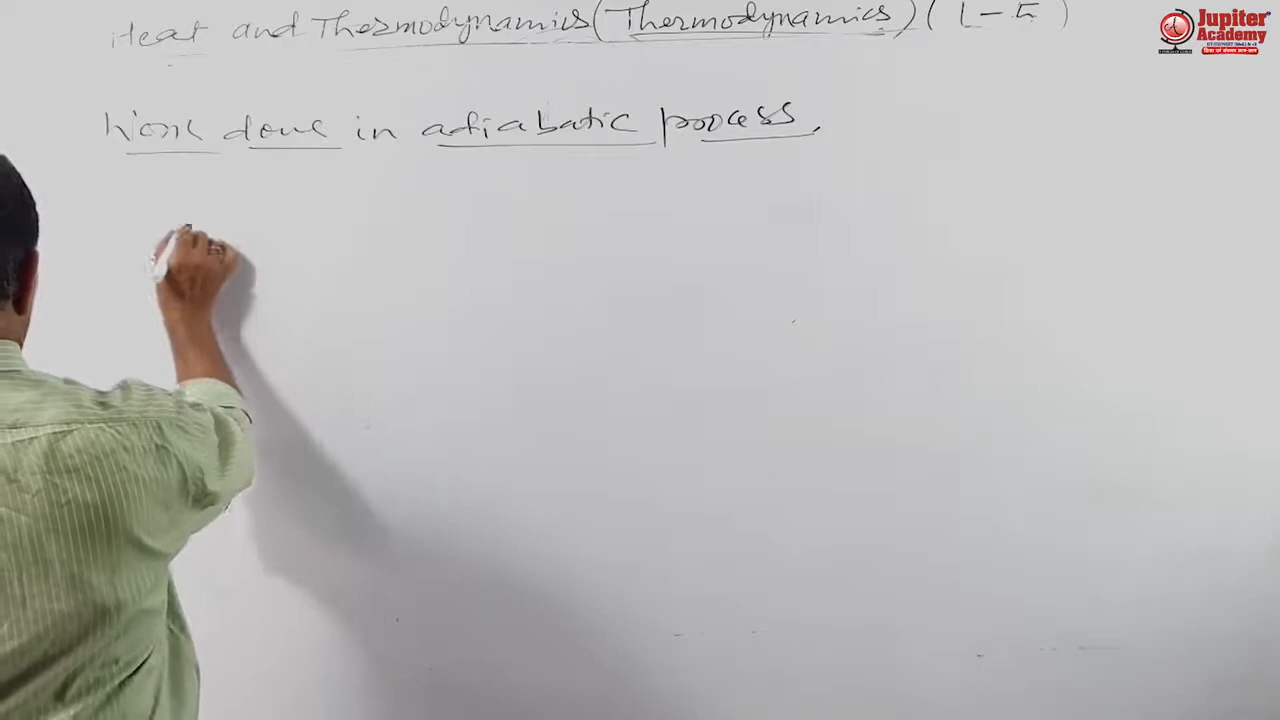 Heat and Thermodynamics (Thermodynamics) (L-5)
Work done in adiabatic process,
Jupiter
Academy